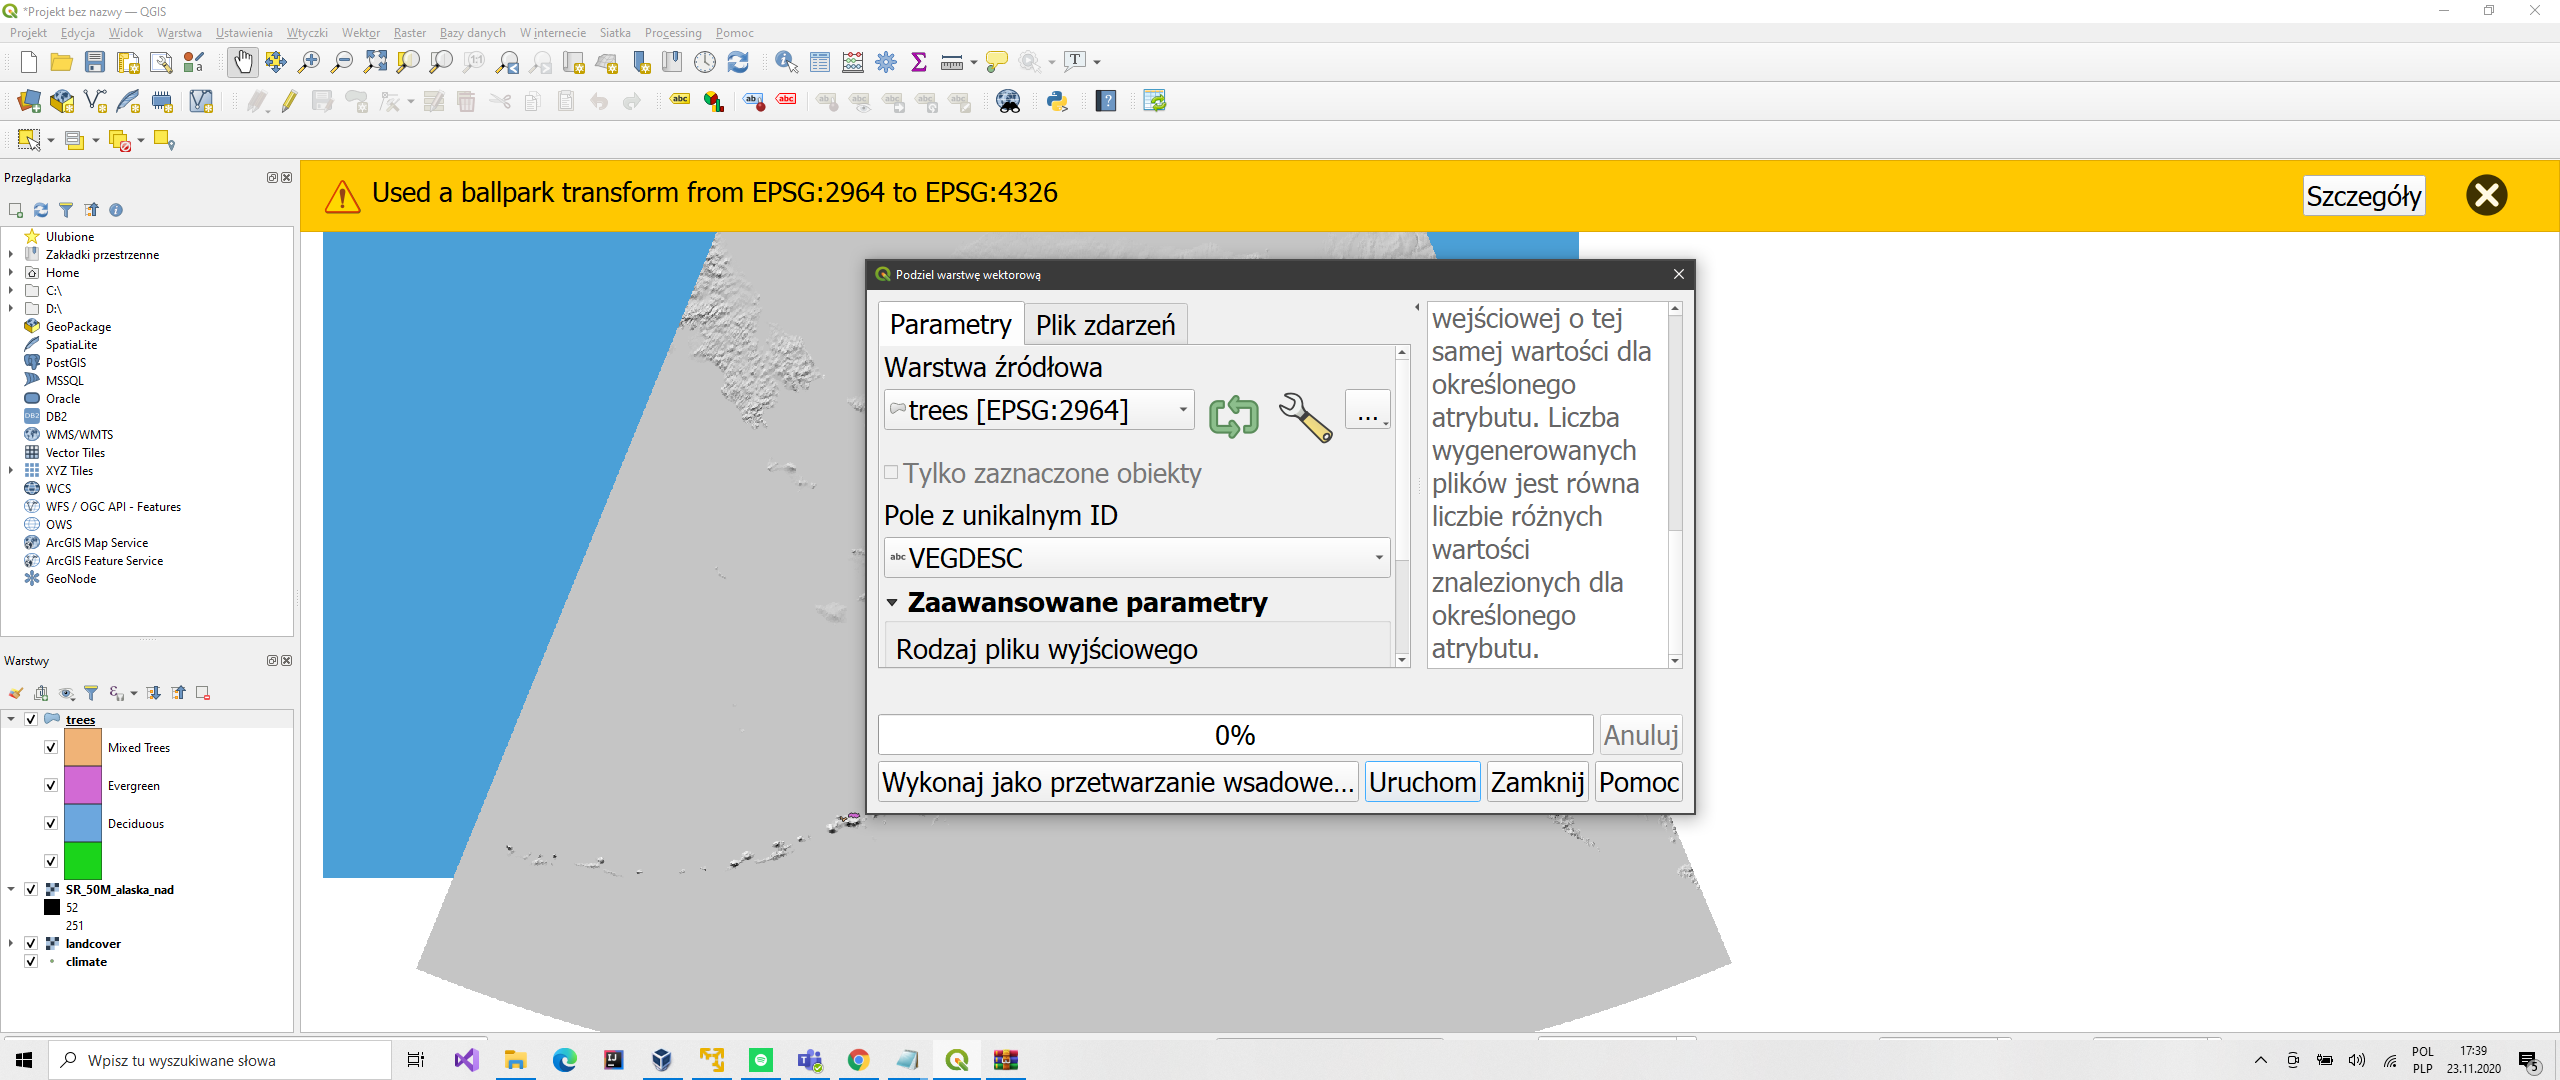 *Projekt bez nazwy — QGIS
Projekt Edycja Widok Warstwa Ustawienia Wtyczki Wektor Raster Bazy danych W internecie Siatka Processing Pomoc
Przeglądarka
Ulubione
Zakładki przestrzenne
Home
C:\
D:\
GeoPackage
SpatiaLite
PostGIS
MSSQL
Oracle
DB2
WMS/WMTS
Vector Tiles
XYZ Tiles
WCS
WFS / OGC API - Features
OWS
ArcGIS Map Service
ArcGIS Feature Service
GeoNode
Warstwy
trees
Mixed Trees
Evergreen
Deciduous
SR_50M_alaska_nad
52
251
landcover
climate
Used a ballpark transform from EPSG:2964 to EPSG:4326
Szczegóły
Podziel warstwę wektorową
Parametry
Plik zdarzeń
Warstwa źródłowa
trees [EPSG:2964]
...
Tylko zaznaczone obiekty
Pole z unikalnym ID
abc VEGDESC
Zaawansowane parametry
Rodzaj pliku wyjściowego
wejściowej o tej
samej wartości dla
określonego
atrybutu. Liczba
wygenerowanych
plików jest równa
liczbie różnych
wartości
znalezionych dla
określonego
atrybutu.
0%
Anuluj
Wykonaj jako przetwarzanie wsadowe...
Uruchom
Zamknij
Pomoc
Wpisz tu wyszukiwane słowa
POL
PLP
17:39
23.11.2020
5